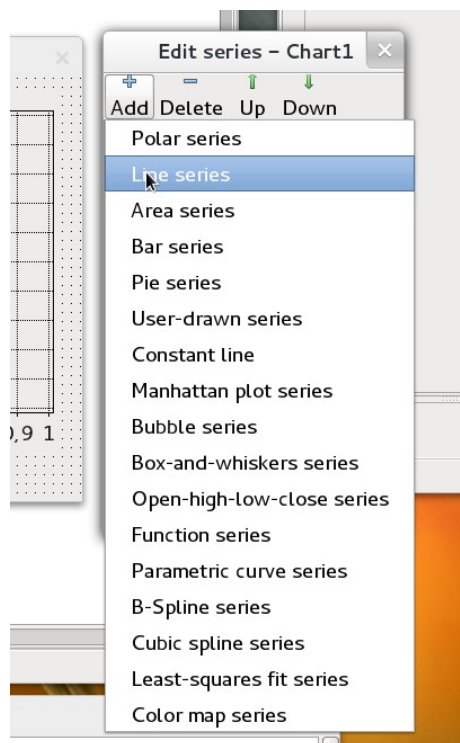 Edit series – Chart1
Add Delete Up Down
Polar series
Line series
Area series
Bar series
Pie series
User-drawn series
Constant line
Manhattan plot series
Bubble series
Box-and-whiskers series
Open-high-low-close series
Function series
Parametric curve series
B-Spline series
Cubic spline series
Least-squares fit series
Color map series
,9 1